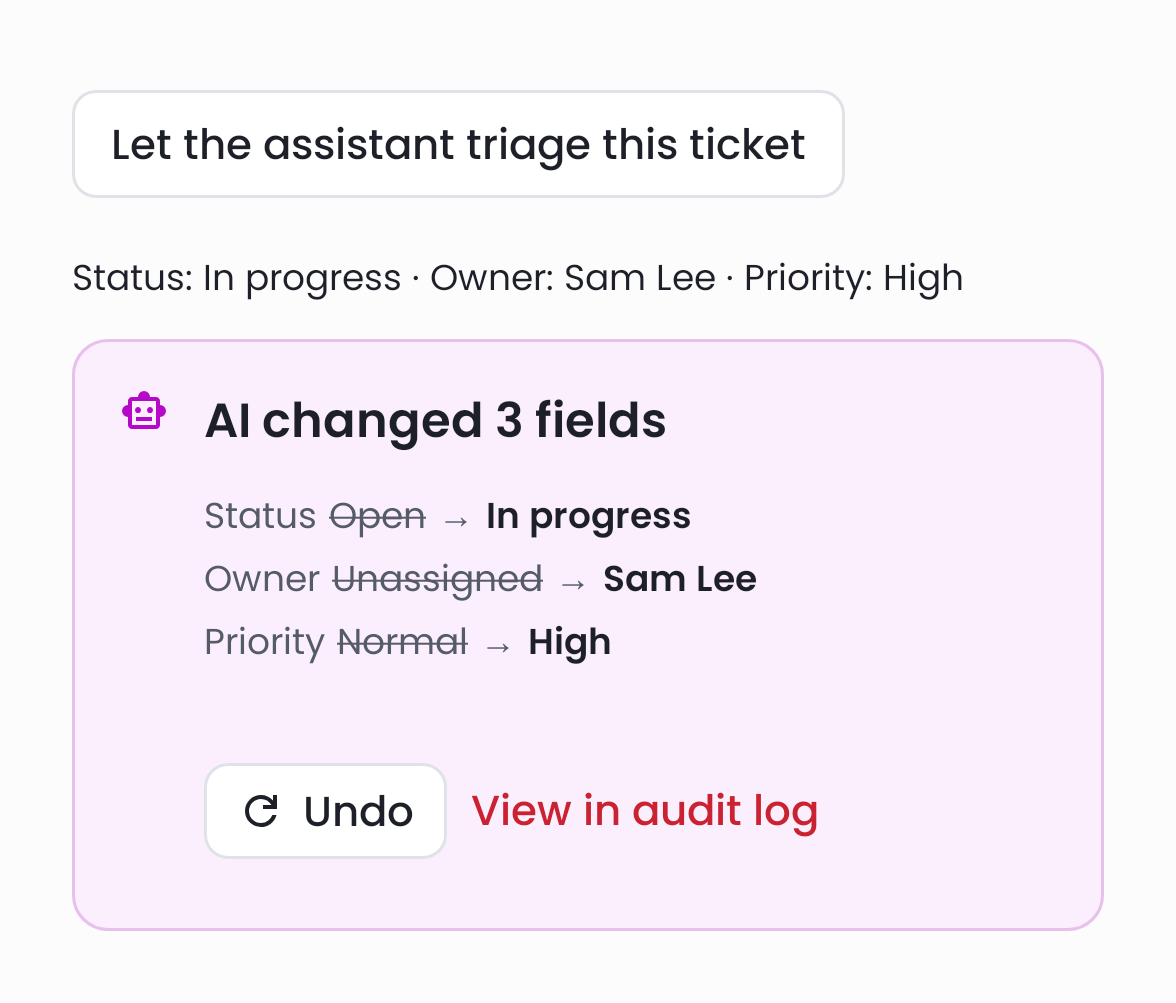 Let the assistant triage this ticket
Status: In progress · Owner: Sam Lee · Priority: High
AI changed 3 fields
Status Open → In progress
Owner Unassigned → Sam Lee
Priority Normal → High
Undo View in audit log